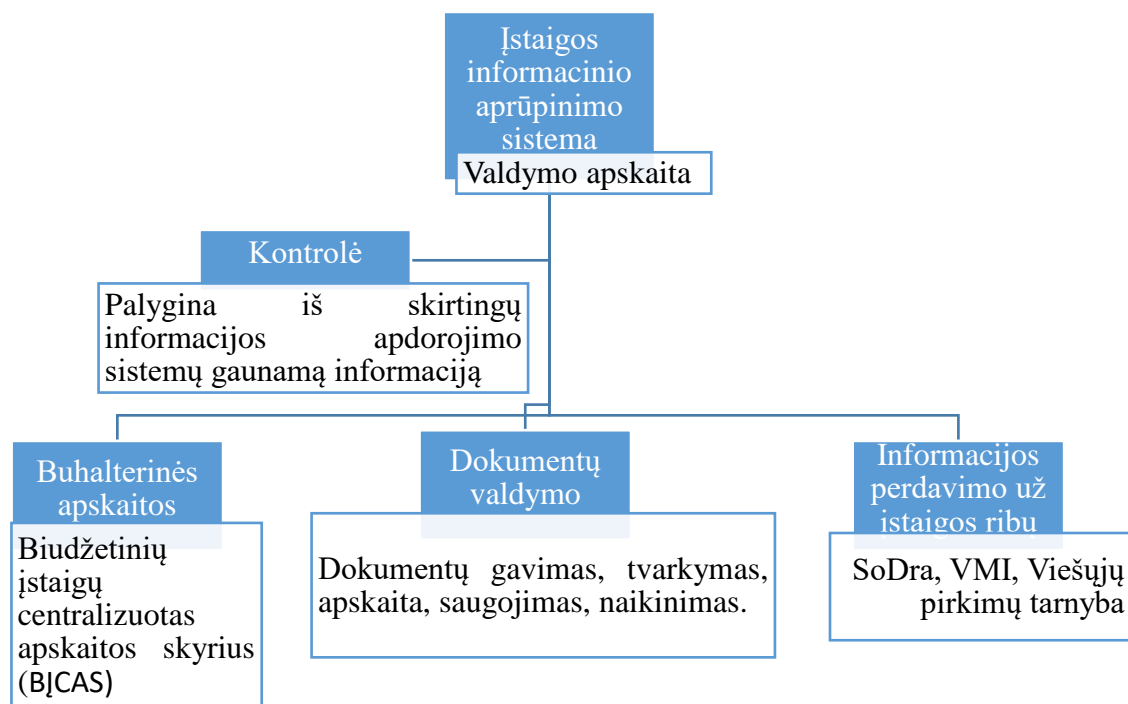 Įstaigos
informacinio
aprūpinimo
sistema
Valdymo apskaita
Kontrolė
Palygina iš skirtingų
informacijos apdorojimo
sistemų gaunamą informaciją
Buhalterinės
apskaitos
Biudžetinių
įstaigų
centralizuotas
apskaitos skyrius
(BĮCAS)
Dokumentų
valdymo
Dokumentų gavimas, tvarkymas,
apskaita, saugojimas, naikinimas.
Informacijos
perdavimo už
įstaigos ribų
SoDra, VMI, Viešųjų
pirkimų tarnyba